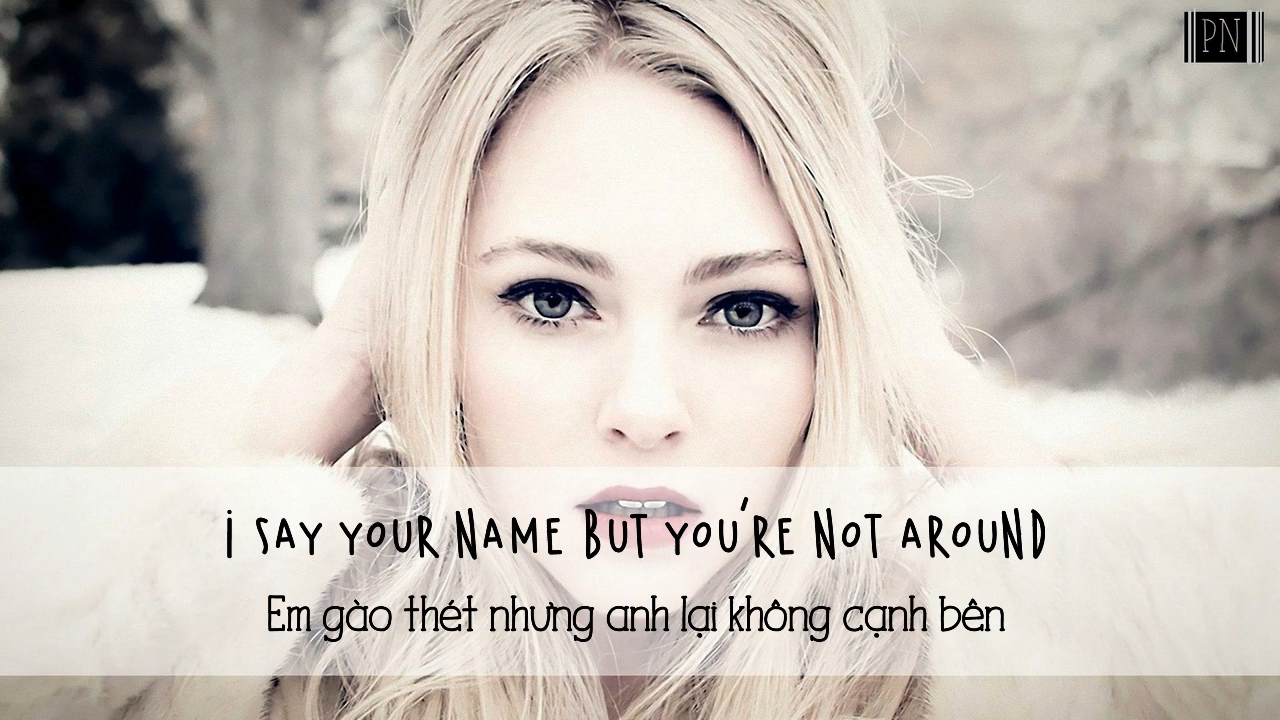 PN
I SAY YOUR NAME BUT YOU'RE NOT AROUND
Em gào thét nhưng anh lại không cạnh bên